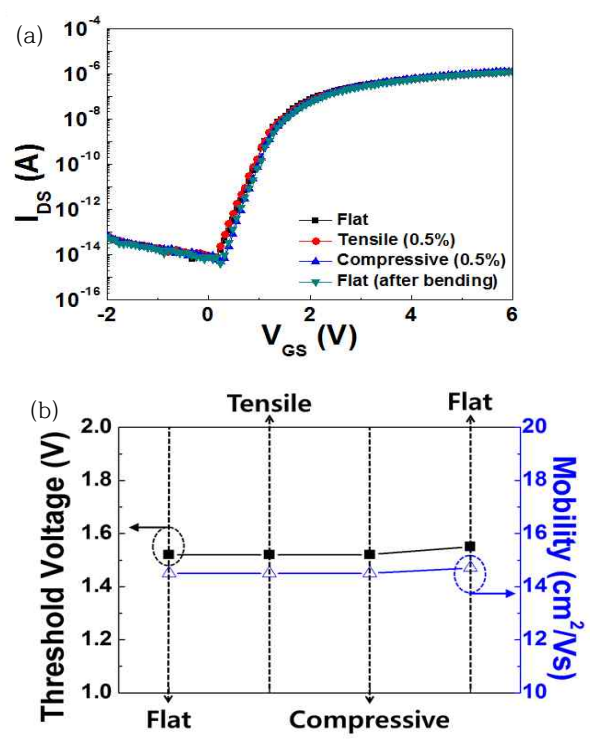 (a)
10^-4
10^-6
10^-8
10^-10
10^-12
10^-14
10^-16
I_DS (A)
Flat
Tensile (0.5%)
Compressive (0.5%)
Flat (after bending)
-2 0 2 4 6
V_GS (V)
(b)
Tensile Flat
2.0
1.8
1.6
1.4
1.2
1.0
Threshold Voltage (V)
20
18
16
14
12
10
Mobility (cm²/Vs)
Flat Compressive